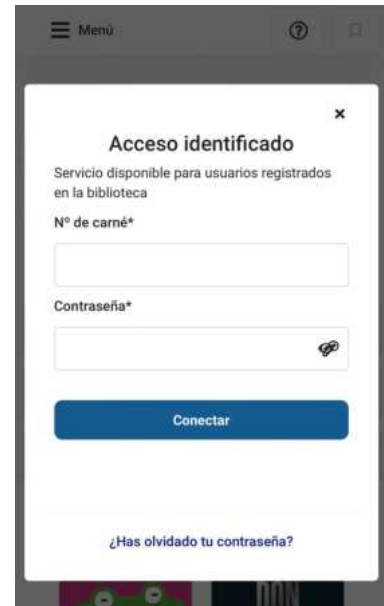 Menú
Acceso identificado
Servicio disponible para usuarios registrados
en la biblioteca
Nº de carné*
Contraseña*
Conectar
¿Has olvidado tu contraseña?
DON